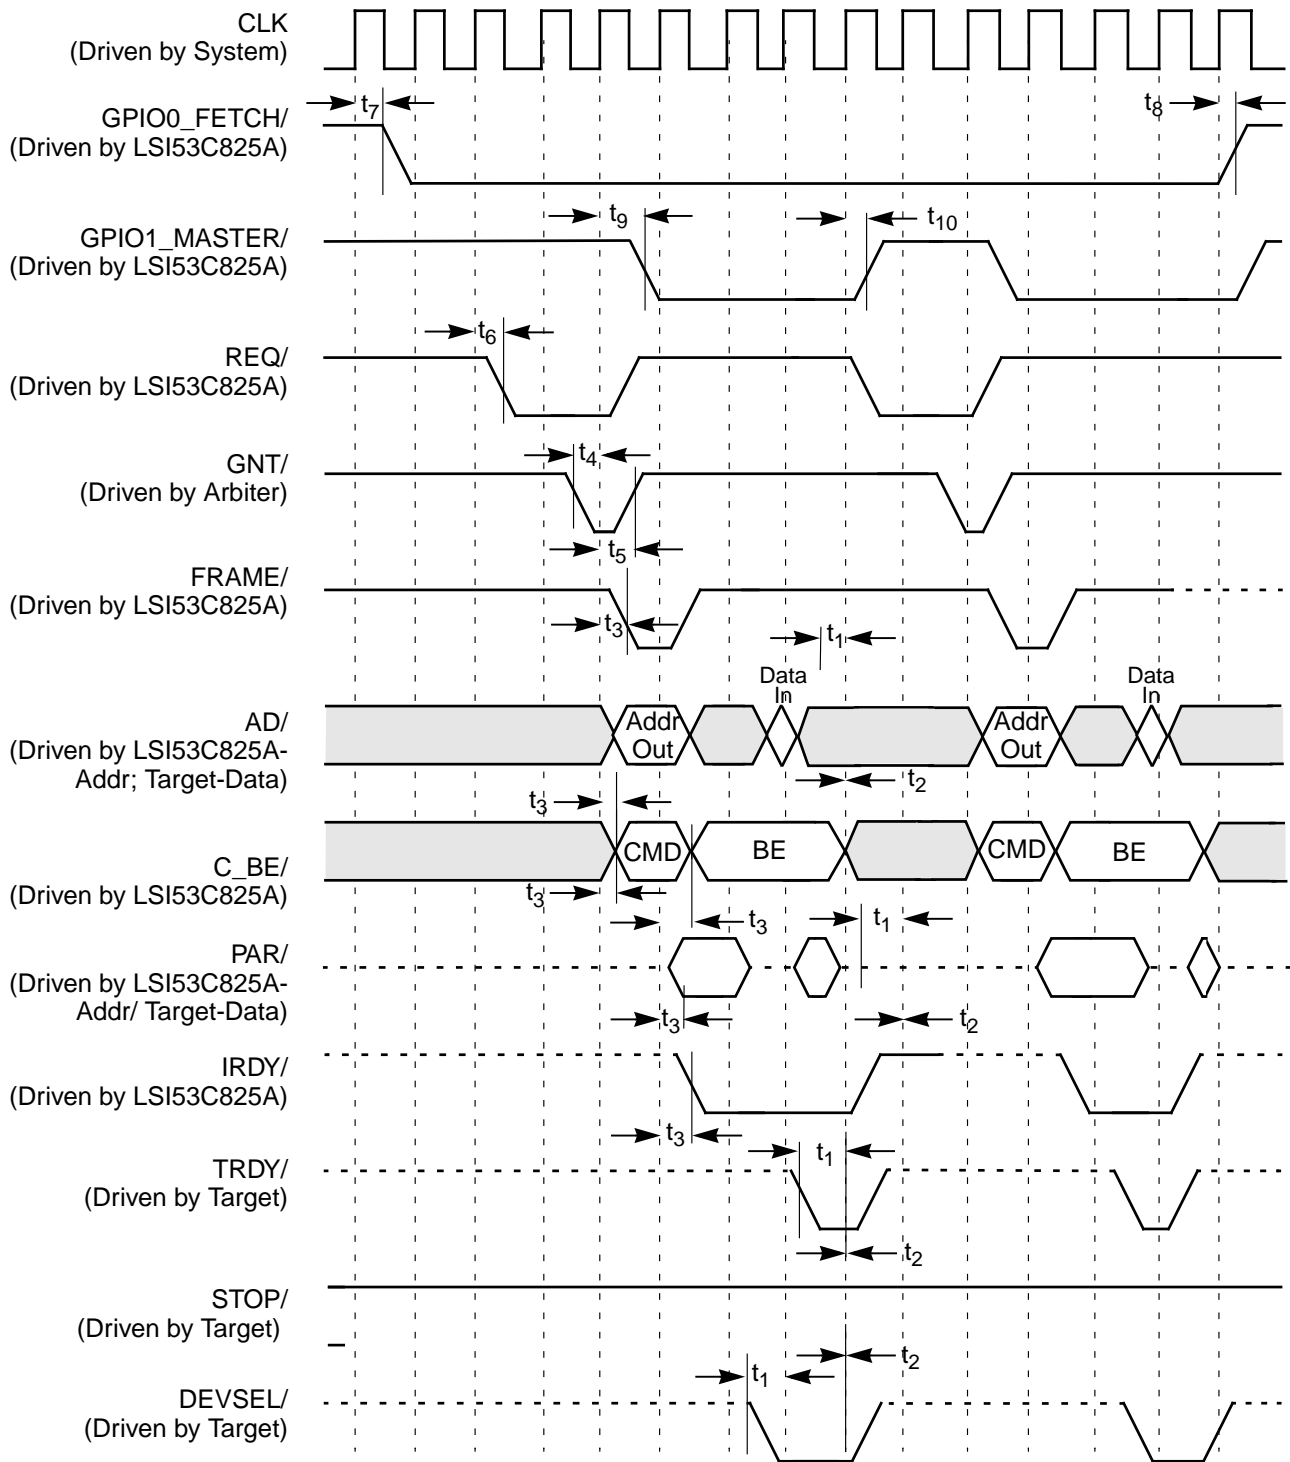 CLK
(Driven by System)
t7
t8
GPIO0_FETCH/
(Driven by LSI53C825A)
t9
t10
GPIO1_MASTER/
(Driven by LSI53C825A)
t6
REQ/
(Driven by LSI53C825A)
t4
GNT/
(Driven by Arbiter)
t5
FRAME/
(Driven by LSI53C825A)
t3
t1
Data
In
Data
In
AD/
(Driven by LSI53C825A-
Addr; Target-Data)
Addr
Out
Addr
Out
t2
t3
C_BE/
(Driven by LSI53C825A)
CMD
BE
CMD
BE
t3
t3
t1
PAR/
(Driven by LSI53C825A-
Addr/ Target-Data)
t3
t2
IRDY/
(Driven by LSI53C825A)
t3
t1
TRDY/
(Driven by Target)
t2
STOP/
(Driven by Target)
t2
t1
DEVSEL/
(Driven by Target)